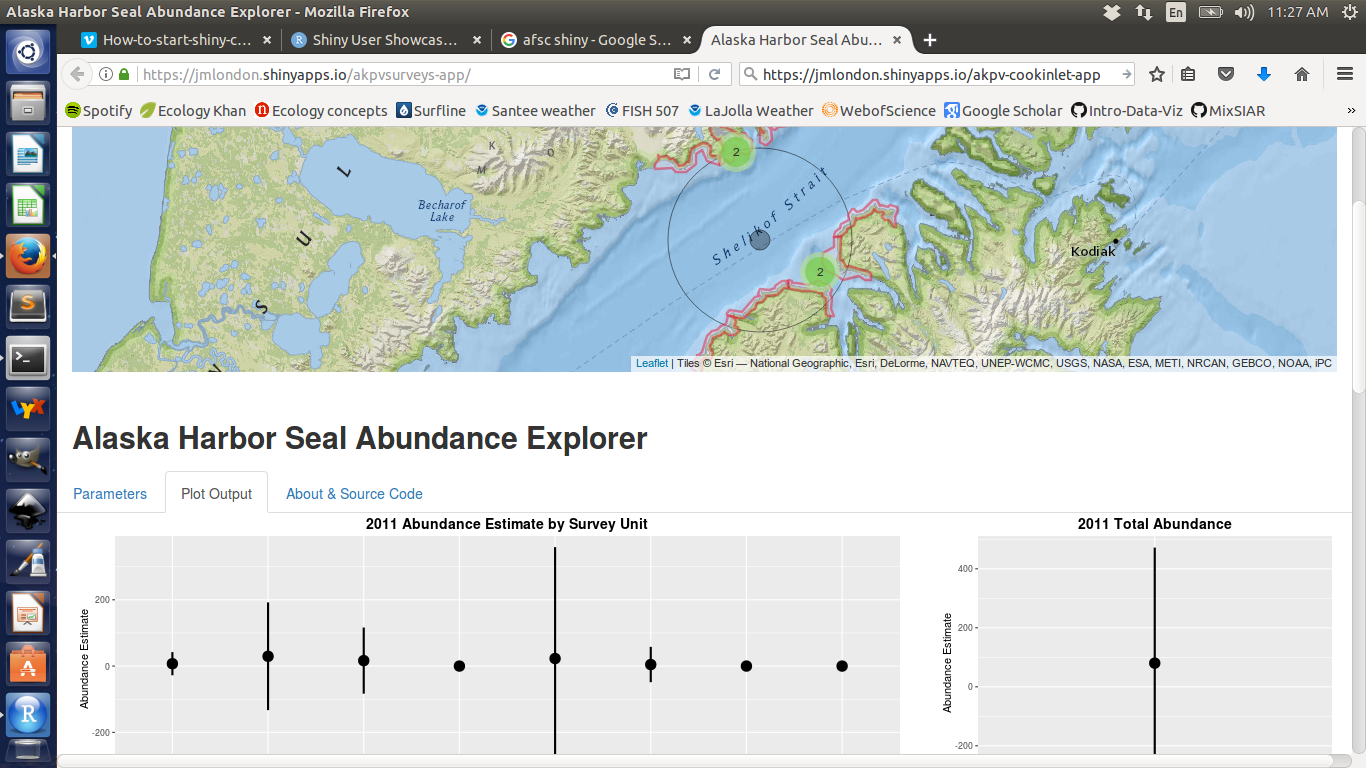 Alaska Harbor Seal Abundance Explorer - Mozilla Firefox
En
11:27 AM
How-to-start-shiny-c…
Shiny User Showcas…
afsc shiny - Google S…
Alaska Harbor Seal Abu…
https://jmlondon.shinyapps.io/akpvsurveys-app/
https://jmlondon.shinyapps.io/akpv-cookinlet-app
Spotify
Ecology Khan
Ecology concepts
Surfline
Santee weather
FISH 507
LaJolla Weather
WebofScience
Google Scholar
Intro-Data-Viz
MixSIAR
»
K O
M
L
U
S
Becharof
Lake
Shelikof Strait
2
2
Kodiak
Leaflet | Tiles © Esri — National Geographic, Esri, DeLorme, NAVTEQ, UNEP-WCMC, USGS, NASA, ESA, METI, NRCAN, GEBCO, NOAA, iPC
Alaska Harbor Seal Abundance Explorer
Parameters
Plot Output
About & Source Code
2011 Abundance Estimate by Survey Unit
Abundance Estimate
200
0
-200
2011 Total Abundance
Abundance Estimate
400
200
0
-200